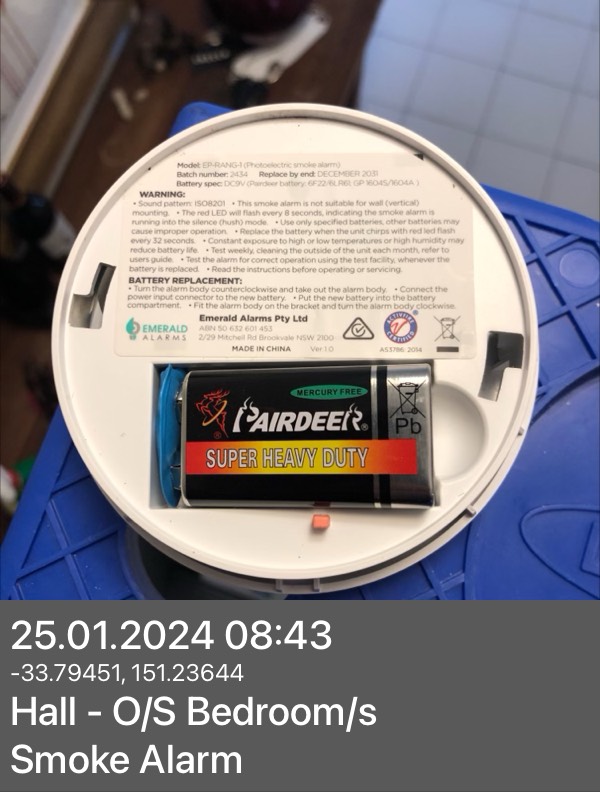 Model: EP-RANG-1 (Photoelectric smoke alarm)
Batch number: 2434 Replace by end: DECEMBER 2031
Battery spec: DC9V (Pairdeer battery: 6F22/6LR61; GP 1604S/1604A )
WARNING:
• Sound pattern: ISO8201 • This smoke alarm is not suitable for wall (vertical)
mounting. • The red LED will flash every 8 seconds, indicating the smoke alarm is
running into the silence (hush) mode. • Use only specified batteries, other batteries may
cause improper operation. • Replace the battery when the unit chirps with red led flash
every 32 seconds. • Constant exposure to high or low temperatures or high humidity may
reduce battery life. • Test weekly, cleaning the outside once each month, refer to
users guide. • Test the alarm for correct operation using the test facility, whenever the
battery is replaced. • Read the instructions before operating or servicing.
BATTERY REPLACEMENT:
• Turn the alarm body counterclockwise and take out the alarm body. • Connect the
power input connector to the new battery. • Put the new battery into the battery
compartment. • Fit the alarm body on the bracket and turn the alarm body clockwise.
EMERALD
ALARMS
Emerald Alarms Pty Ltd
ABN 50 632 601 453
2/29 Mitchell Rd Brookvale NSW 2100
MADE IN CHINA Ver:1.0
ACTIVFIRE
CERTIFIED
AS3786: 2014
MERCURY FREE
PAIRDEER®
SUPER HEAVY DUTY
Pb
25.01.2024 08:43
-33.79451, 151.23644
Hall - O/S Bedroom/s
Smoke Alarm